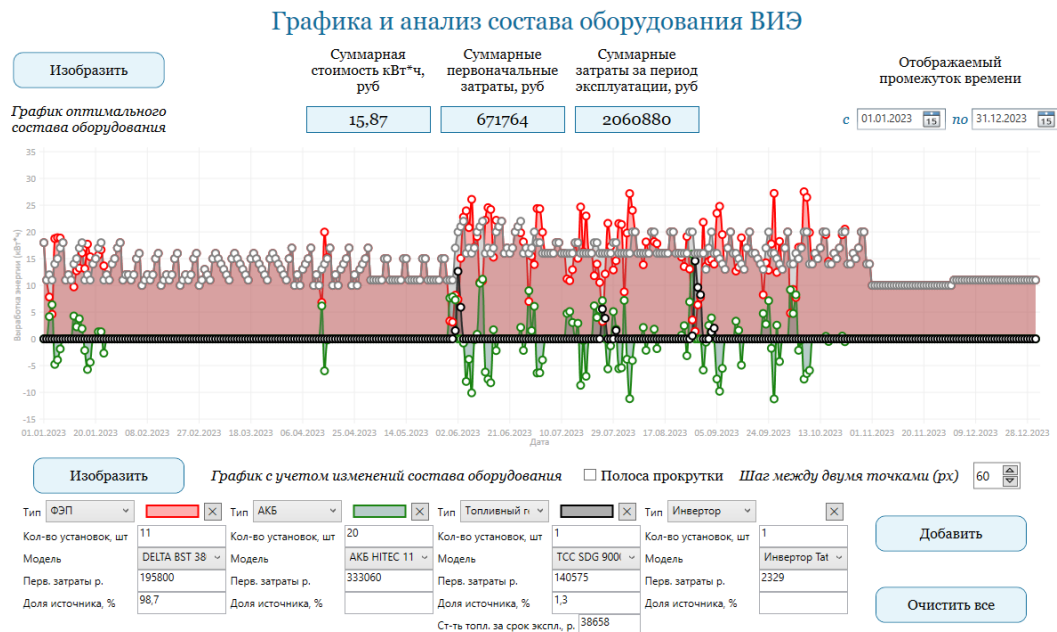 Графика и анализ состава оборудования ВИЭ
Изобразить
График оптимального
состава оборудования
Суммарная
стоимость кВт*ч,
руб
15,87
Суммарные
первоначальные
затраты, руб
671764
Суммарные
затраты за период
эксплуатации, руб
2060880
Отображаемый
промежуток времени
с 01.01.2023 15 по 31.12.2023 15
Выработка энергии (кВт*ч)
35
30
25
20
15
10
5
0
-5
-10
-15
01.01.2023 20.01.2023 08.02.2023 27.02.2023 18.03.2023 06.04.2023 25.04.2023 14.05.2023 02.06.2023 21.06.2023 10.07.2023 29.07.2023 17.08.2023 05.09.2023 24.09.2023 13.10.2023 01.11.2023 20.11.2023 09.12.2023 28.12.2023
Дата
Изобразить
График с учетом изменений состава оборудования
Полоса прокрутки
Шаг между двумя точками (px) 60
Тип ФЭП
Кол-во установок, шт 11
Модель DELTA BST 38
Перв. затраты р. 195800
Доля источника, % 98,7
Тип АКБ
Кол-во установок, шт 20
Модель АКБ HITEC 11
Перв. затраты р. 333060
Доля источника, %
Тип Топливный г
Кол-во установок, шт 1
Модель ТСС SDG 900
Перв. затраты р. 140575
Доля источника, % 1,3
Ст-ть топл. за срок экспл., р. 38658
Тип Инвертор
Кол-во установок, шт 1
Модель Инвертор Tat
Перв. затраты р. 2329
Доля источника, %
Добавить
Очистить все